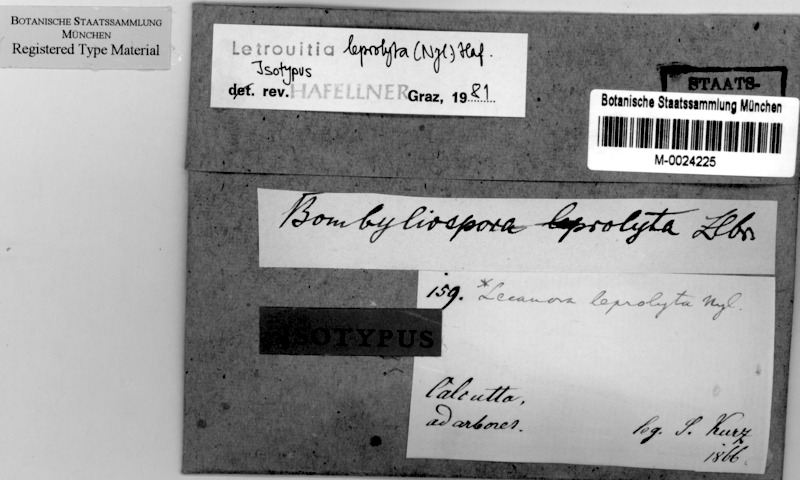 BOTANISCHE STAATSSAMMLUNG
MÜNCHEN
Registered Type Material
Letrouitia leprolyta (Nyl.) Haf.
Isotypus
det. rev. HAFELLNER Graz, 1981
STAATS-
Botanische Staatssammlung München
M-0024225
Bombyliospora leprolyta Llbr.
159. *Lecanora leprolyta Nyl.
ISOTYPUS
Calcutta,
ad arbores.
leg. S. Kurz
1866.